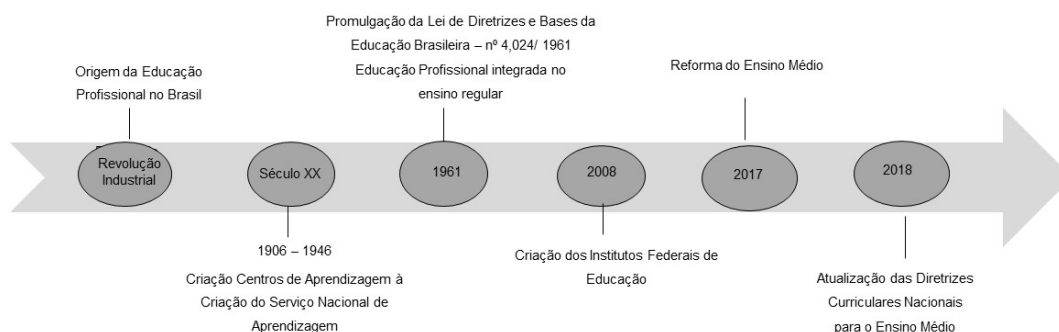 Promulgação da Lei de Diretrizes e Bases da
Educação Brasileira – nº 4,024/ 1961
Educação Profissional integrada no
ensino regular
Origem da Educação
Profissional no Brasil
Reforma do Ensino Médio
Revolução
Industrial
Século XX
1961
2008
2017
2018
1906 – 1946
Criação Centros de Aprendizagem à
Criação do Serviço Nacional de
Aprendizagem
Criação dos Institutos Federais de
Educação
Atualização das Diretrizes
Curriculares Nacionais
para o Ensino Médio